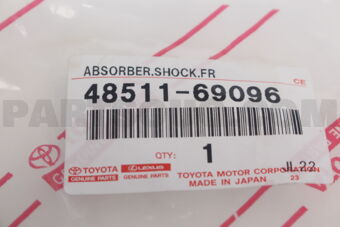 ABSORBER.SHOCK.FR
CE
48511-69096
QTY:
1
TOYOTA
GENUINE PARTS
LEXUS
GENUINE PARTS
TOYOTA MOTOR CORPORATION
MADE IN JAPAN
23
JL22